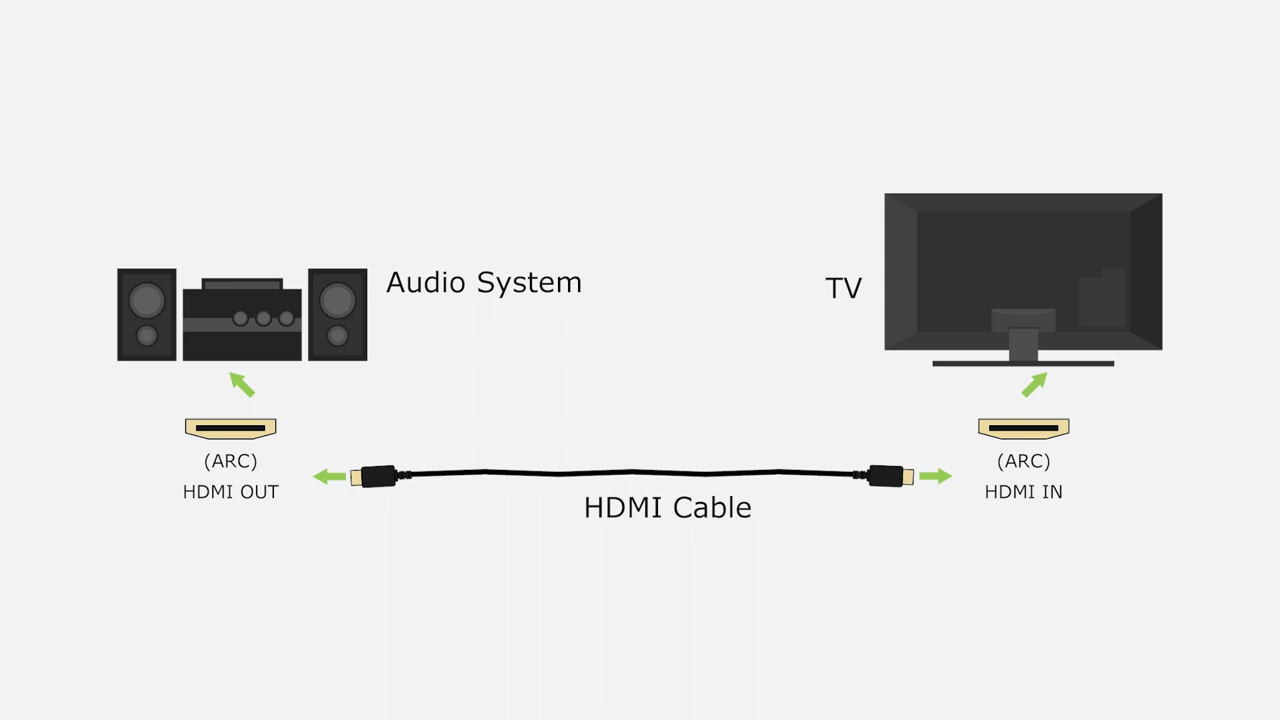 Audio System
TV
(ARC)
HDMI OUT
HDMI Cable
(ARC)
HDMI IN